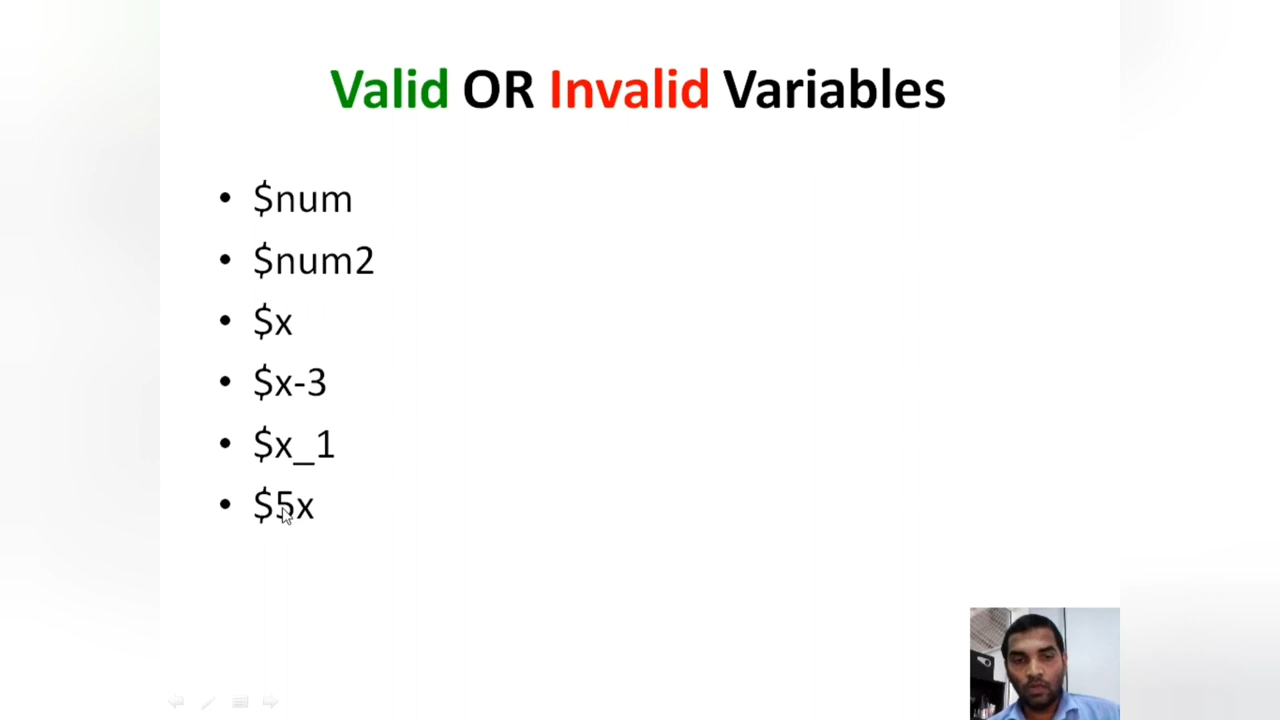 Valid OR Invalid Variables
• $num
• $num2
• $x
• $x-3
• $x_1
• $5x